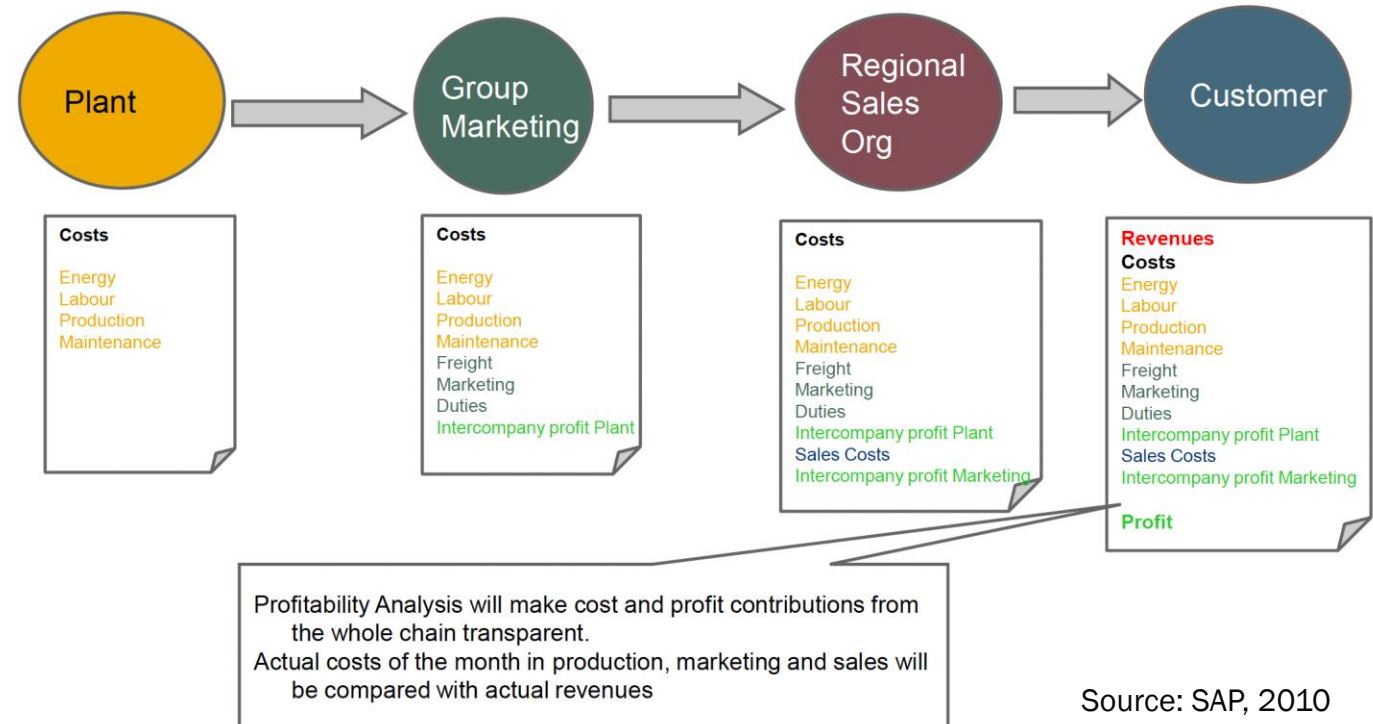 Plant
Group
Marketing
Regional
Sales
Org
Customer
Costs
Energy
Labour
Production
Maintenance
Costs
Energy
Labour
Production
Maintenance
Freight
Marketing
Duties
Intercompany profit Plant
Costs
Energy
Labour
Production
Maintenance
Freight
Marketing
Duties
Intercompany profit Plant
Sales Costs
Intercompany profit Marketing
Revenues
Costs
Energy
Labour
Production
Maintenance
Freight
Marketing
Duties
Intercompany profit Plant
Sales Costs
Intercompany profit Marketing
Profit
Profitability Analysis will make cost and profit contributions from
the whole chain transparent.
Actual costs of the month in production, marketing and sales will
be compared with actual revenues
Source: SAP, 2010